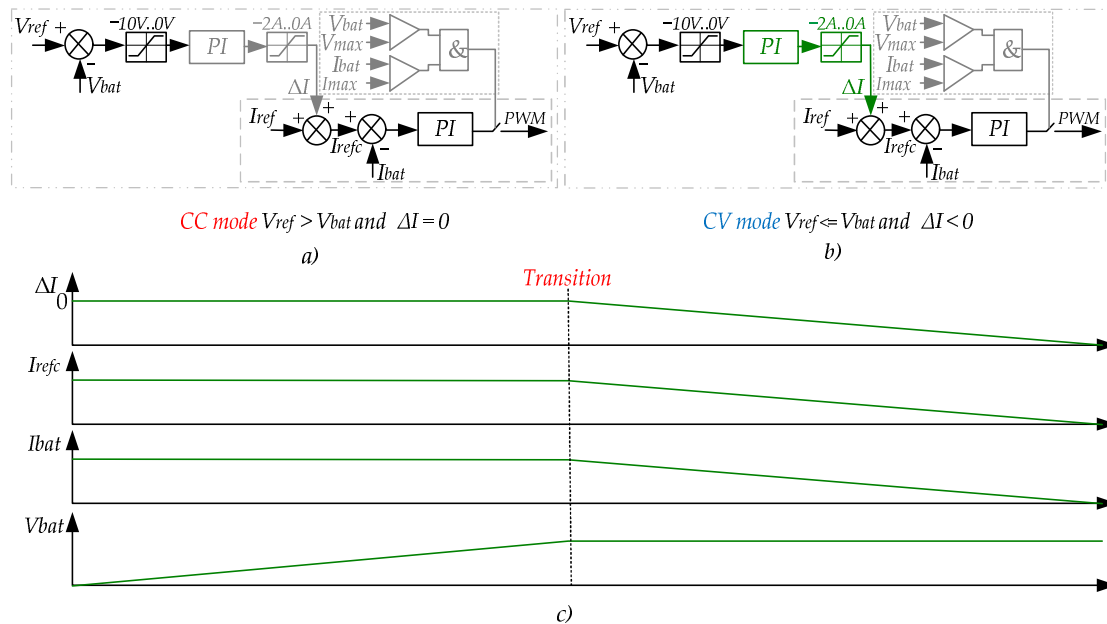 Vref + −10V..0V −2A..0A Vbat
PI Vmax &
− Ibat
Vbat Imax
ΔI
Iref + + + PI PWM
Irefc −
Ibat
CC mode Vref > Vbat and ΔI = 0
a)
Vref + −10V..0V −2A..0A Vbat
PI Vmax &
− Ibat
Vbat Imax
ΔI
Iref + + + PI PWM
Irefc −
Ibat
CV mode Vref <= Vbat and ΔI < 0
b)
Transition
ΔI
0
Irefc
Ibat
Vbat
c)